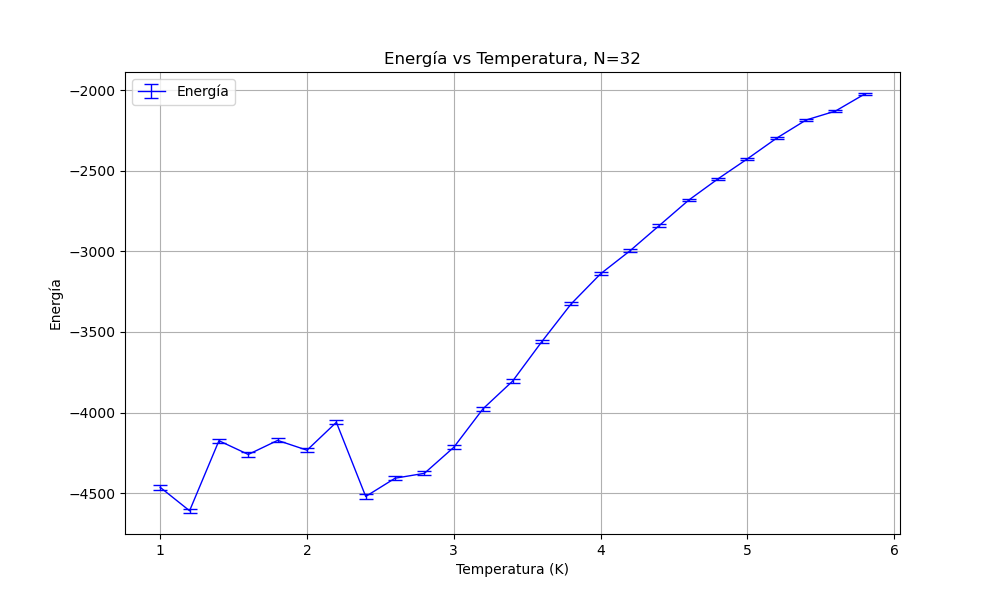 Energía vs Temperatura, N=32
Energía
−2000
−2500
−3000
−3500
−4000
−4500
Energía
1 2 3 4 5 6
Temperatura (K)